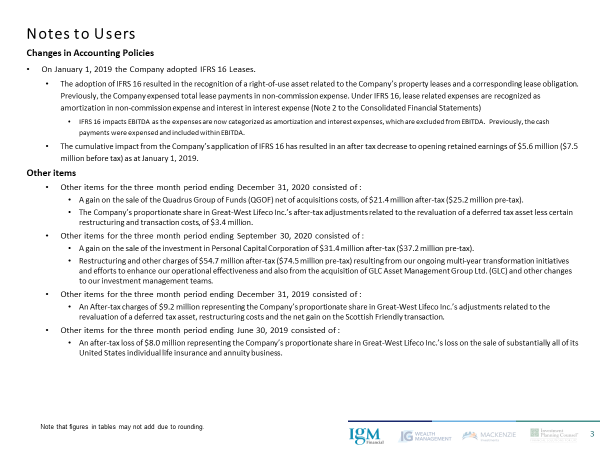 Notes to Users
Changes in Accounting Policies
• On January 1, 2019 the Company adopted IFRS 16 Leases.
• The adoption of IFRS 16 resulted in the recognition of a right-of-use asset related to the Company's property leases and a corresponding lease obligation.
Previously, the Company expensed total lease payments in non-commission expense. Under IFRS 16, lease related expenses are recognized as
amortization in non-commission expense and interest in interest expense (Note 2 to the Consolidated Financial Statements)
• IFRS 16 impacts EBITDA as the expenses are now categorized as amortization and interest expenses, which are excluded from EBITDA. Previously, the cash
payments were expensed and included within EBITDA.
• The cumulative impact from the Company's application of IFRS 16 has resulted in an after tax decrease to opening retained earnings of $5.6 million ($7.5
million before tax) as at January 1, 2019.
Other items
• Other items for the three month period ending December 31, 2020 consisted of :
• A gain on the sale of the Quadrus Group of Funds (QGOF) net of acquisitions costs, of $21.4 million after-tax ($25.2 million pre-tax).
• The Company's proportionate share in Great-West Lifeco Inc.'s after-tax adjustments related to the revaluation of a deferred tax asset less certain
restructuring and transaction costs, of $3.4 million.
• Other items for the three month period ending September 30, 2020 consisted of :
• A gain on the sale of the investment in Personal Capital Corporation of $31.4 million after-tax ($37.2 million pre-tax).
• Restructuring and other charges of $54.7 million after-tax ($74.5 million pre-tax) resulting from our ongoing multi-year transformation initiatives
and efforts to enhance our operational effectiveness and also from the acquisition of GLC Asset Management Group Ltd. (GLC) and other changes
to our investment management teams.
• Other items for the three month period ending December 31, 2019 consisted of :
• An After-tax charges of $9.2 million representing the Company's proportionate share in Great-West Lifeco Inc.'s adjustments related to the
revaluation of a deferred tax asset, restructuring costs and the net gain on the Scottish Friendly transaction.
• Other items for the three month period ending June 30, 2019 consisted of :
• An after-tax loss of $8.0 million representing the Company's proportionate share in Great-West Lifeco Inc.'s loss on the sale of substantially all of its
United States individual life insurance and annuity business.
Note that figures in tables may not add due to rounding.
IGM Financial
IG WEALTH MANAGEMENT
MACKENZIE Investments
Investment Planning Counsel
3